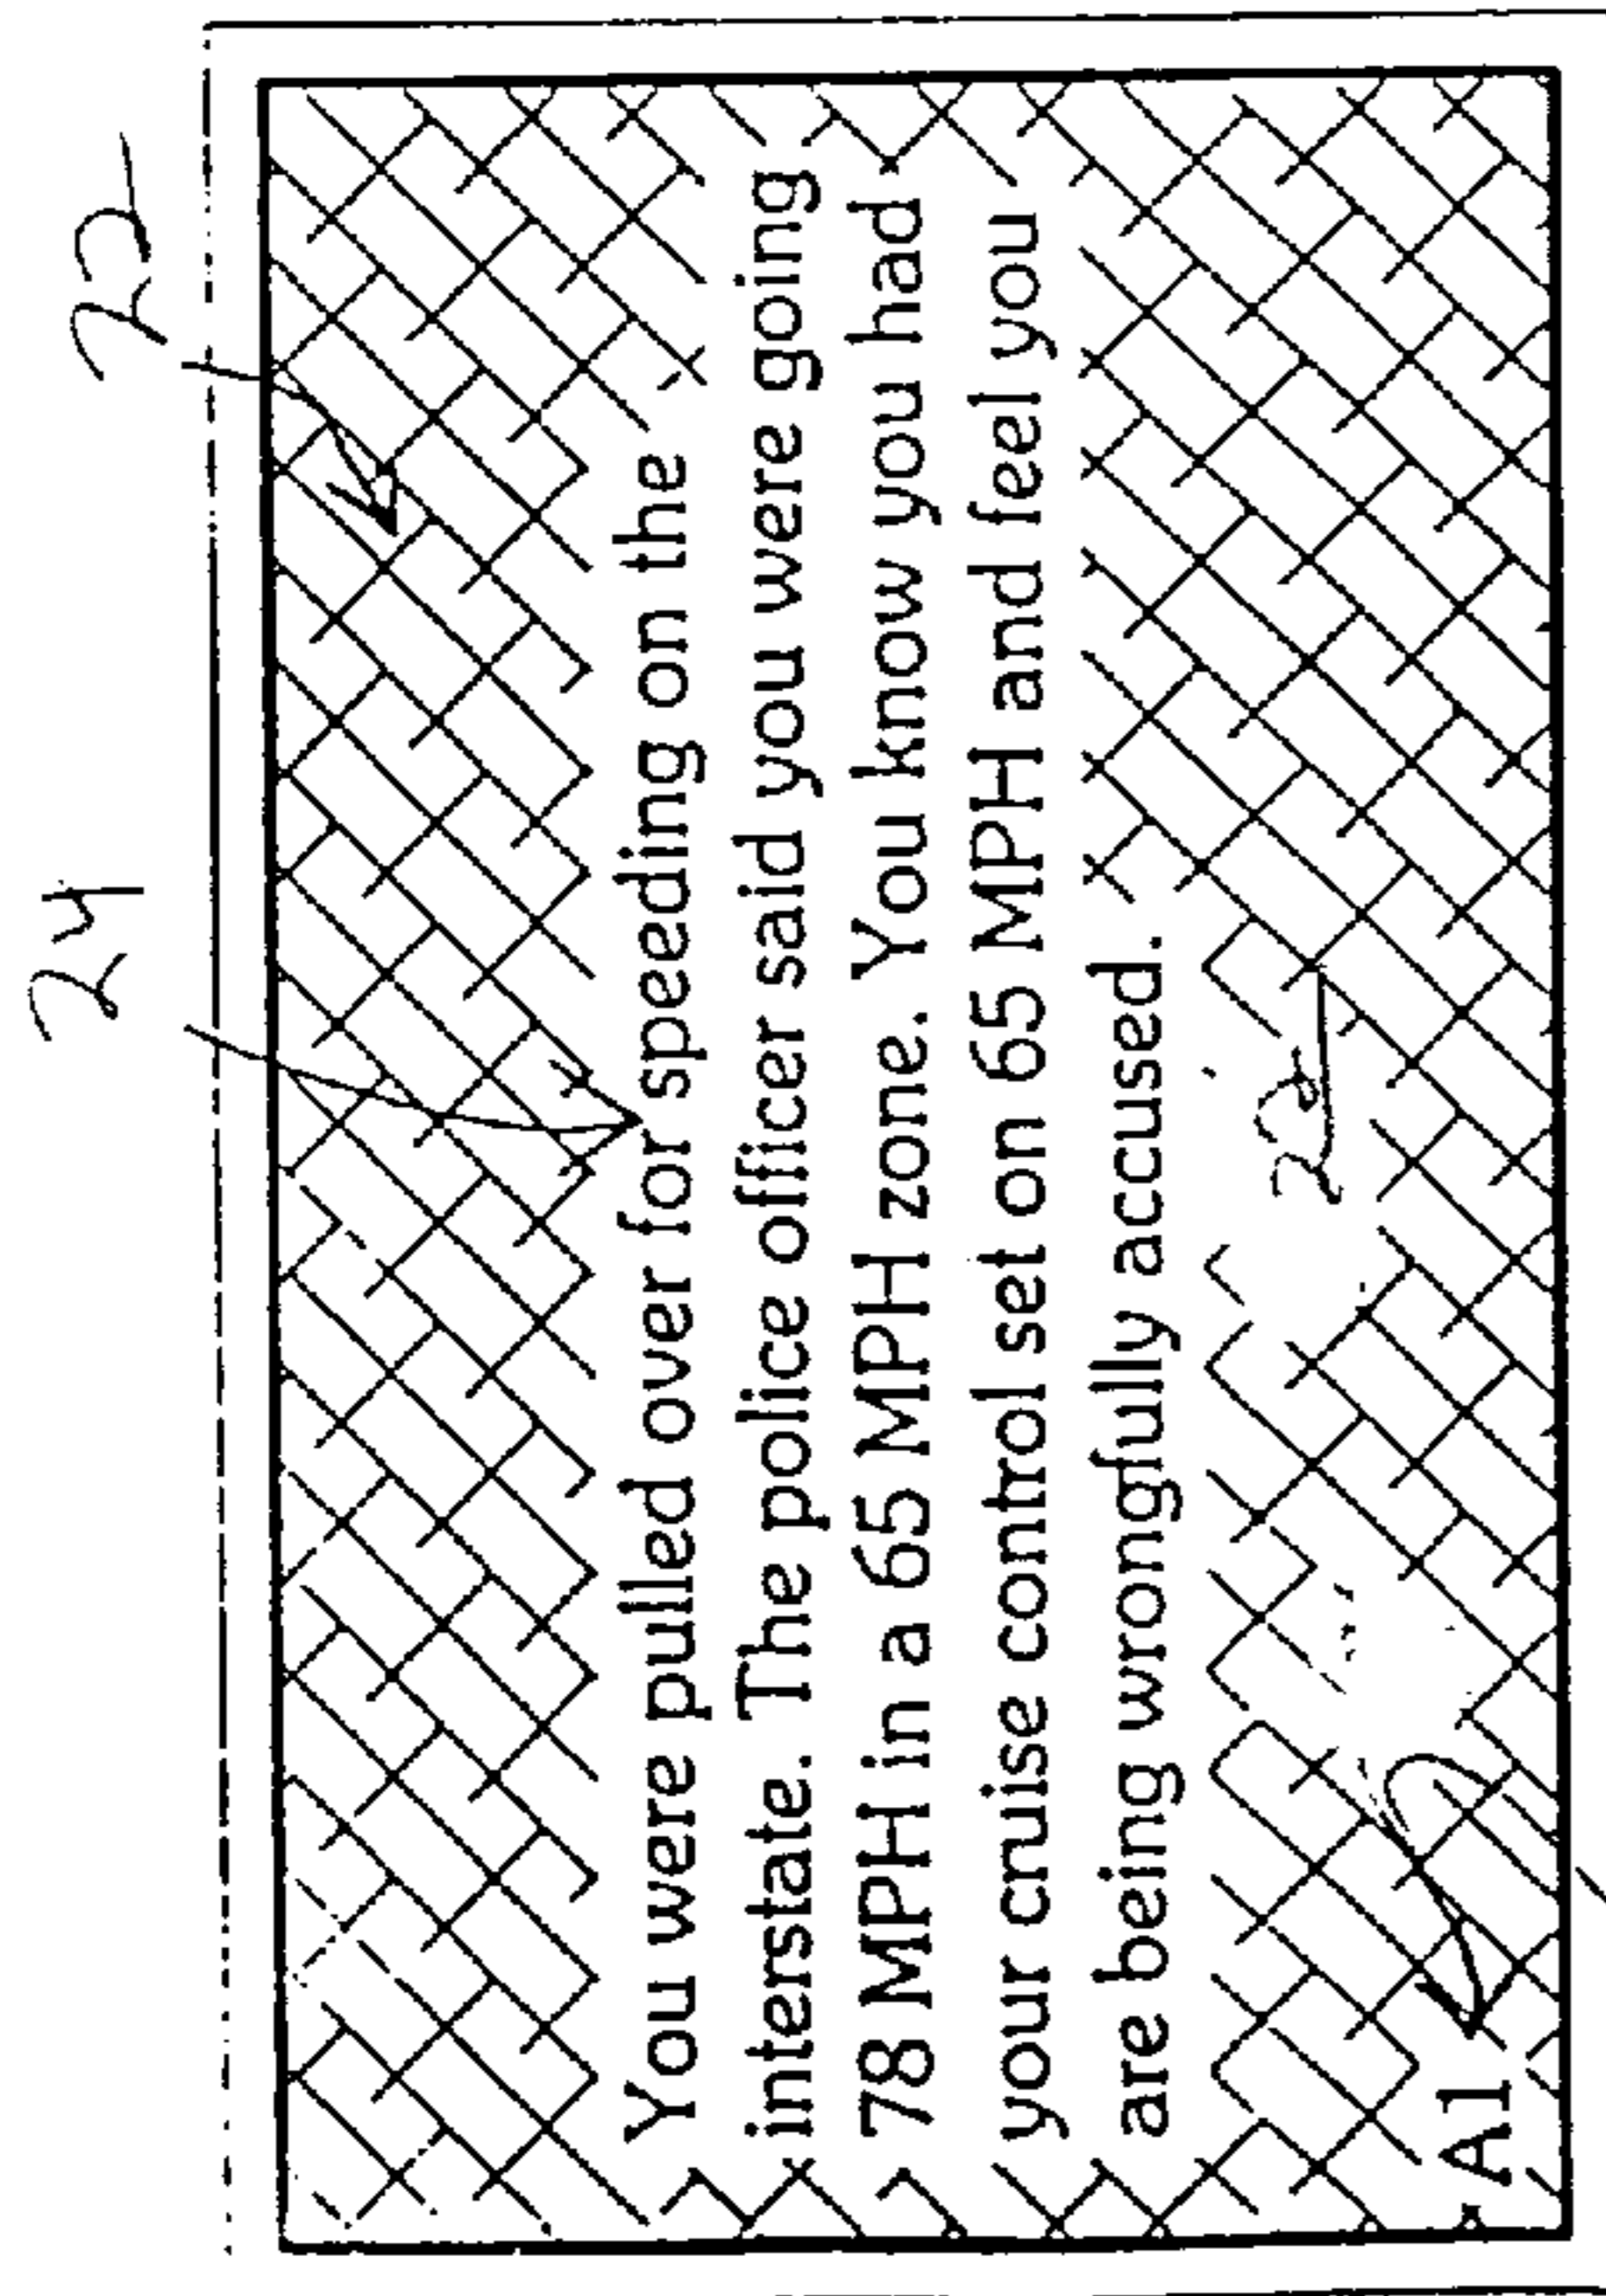 22
24
You were pulled over for speeding on the
interstate. The police officer said you were going
78 MPH in a 65 MPH zone. You know you had
your cruise control set on 65 MPH and feel you
are being wrongfully accused.
22
A1